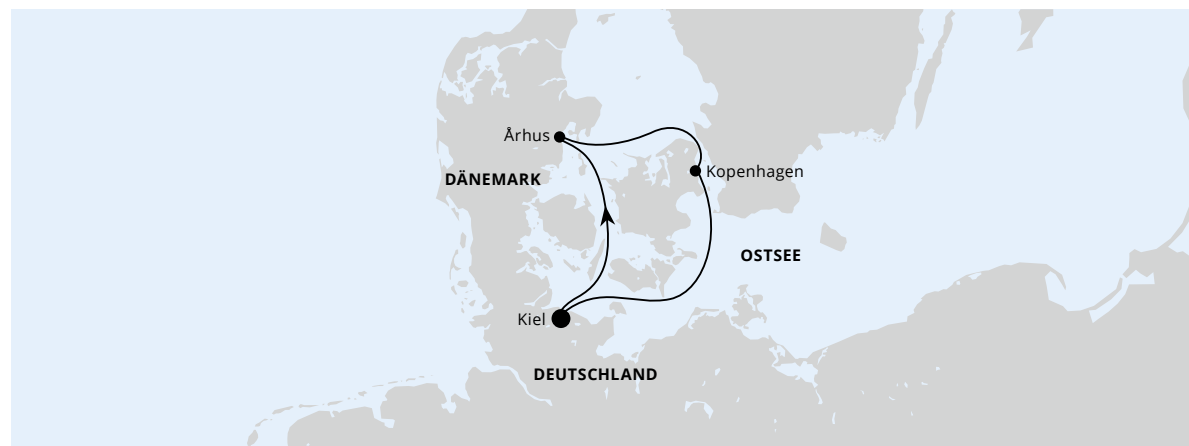 Århus
Kopenhagen
DÄNEMARK
OSTSEE
Kiel
DEUTSCHLAND